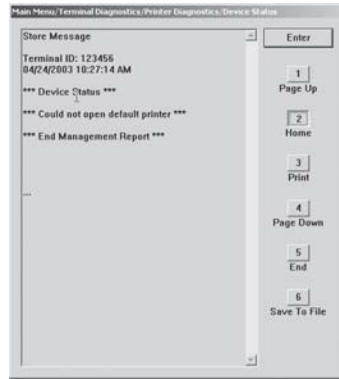 Main Menu/Terminal Diagnostics/Printer Diagnostics/Device Status
Store Message
Terminal ID: 123456
04/24/2003 10:27:14 AM
*** Device Status ***
*** Could not open default printer ***
*** End Management Report ***
...
Enter
1
Page Up
2
Home
3
Print
4
Page Down
5
End
6
Save To File